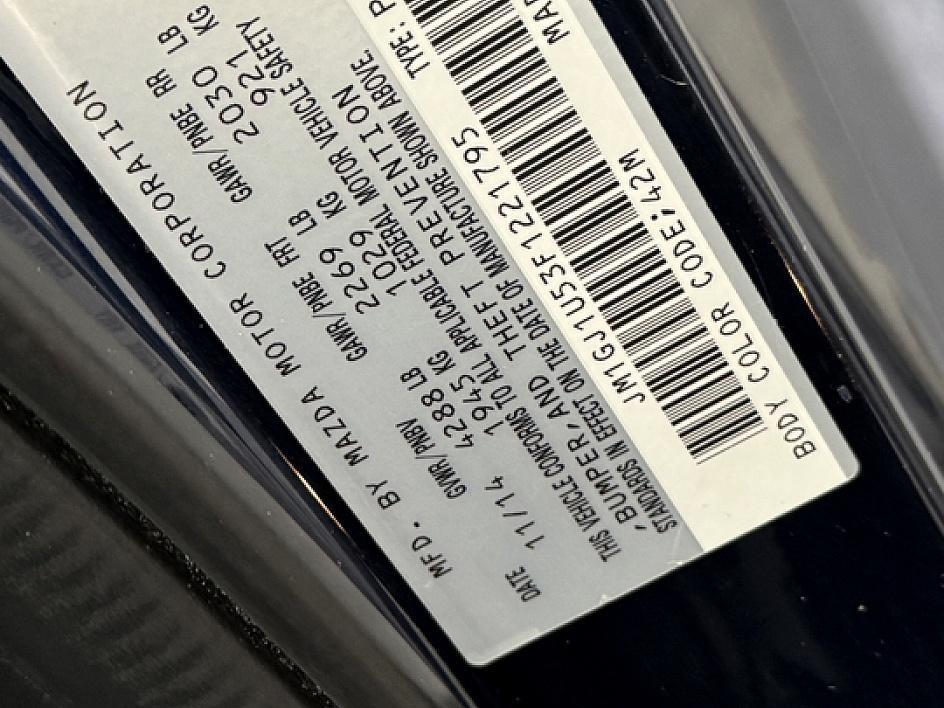 MFD. BY MAZDA MOTOR CORPORATION
DATE GVWR/PNBV GAWR/PNBE FRT GAWR/PNBE RR
11/14 4288 LB 2269 LB 2030 LB
1945 KG 1029 KG 921 KG
THIS VEHICLE CONFORMS TO ALL APPLICABLE FEDERAL MOTOR VEHICLE SAFETY
,BUMPER,AND THEFT PREVENTION
STANDARDS IN EFFECT ON THE DATE OF MANUFACTURE SHOWN ABOVE.
JM1GJ1U53F1221795 TYPE:
BODY COLOR CODE;42M